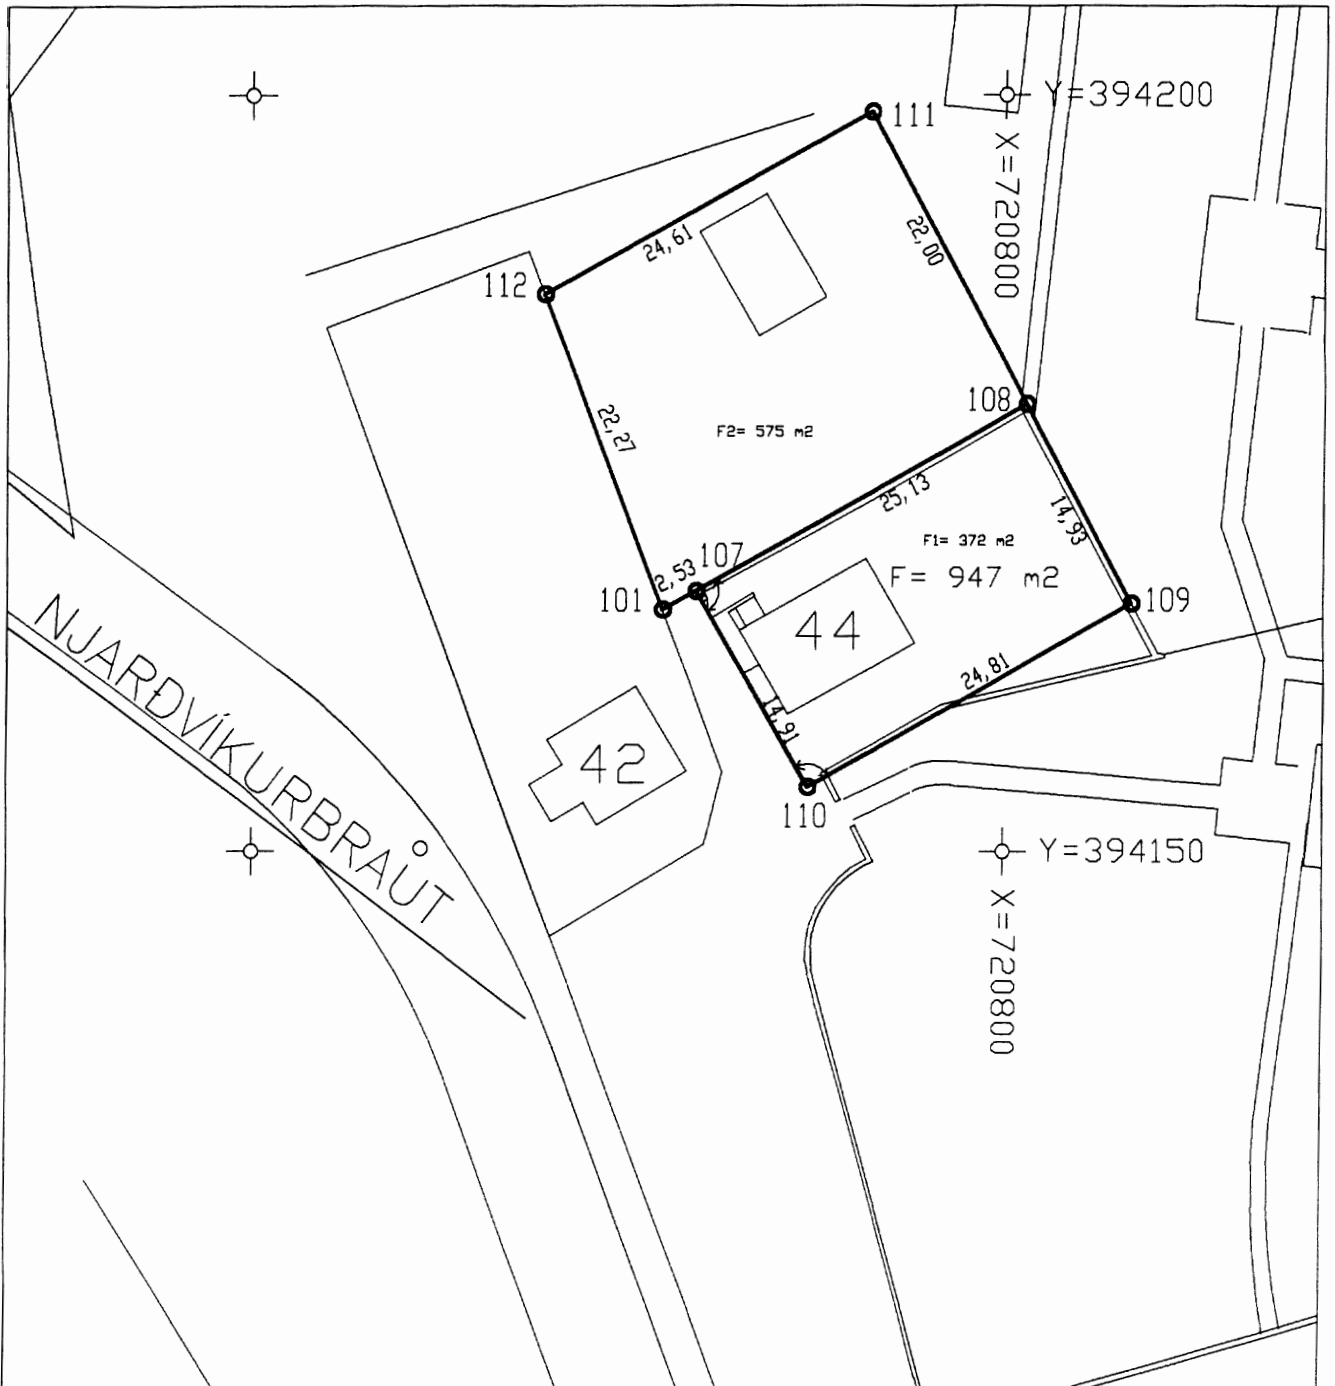 Y=394200
111
X=720800
22,00
24,61
112
108
22,27
F2= 575 m2
25,13
14,93
F1= 372 m2
F= 947 m2
107
2,53
101
109
44
24,81
14,91
42
110
NJARÐVÍKURBRAUT
Y=394150
X=720800